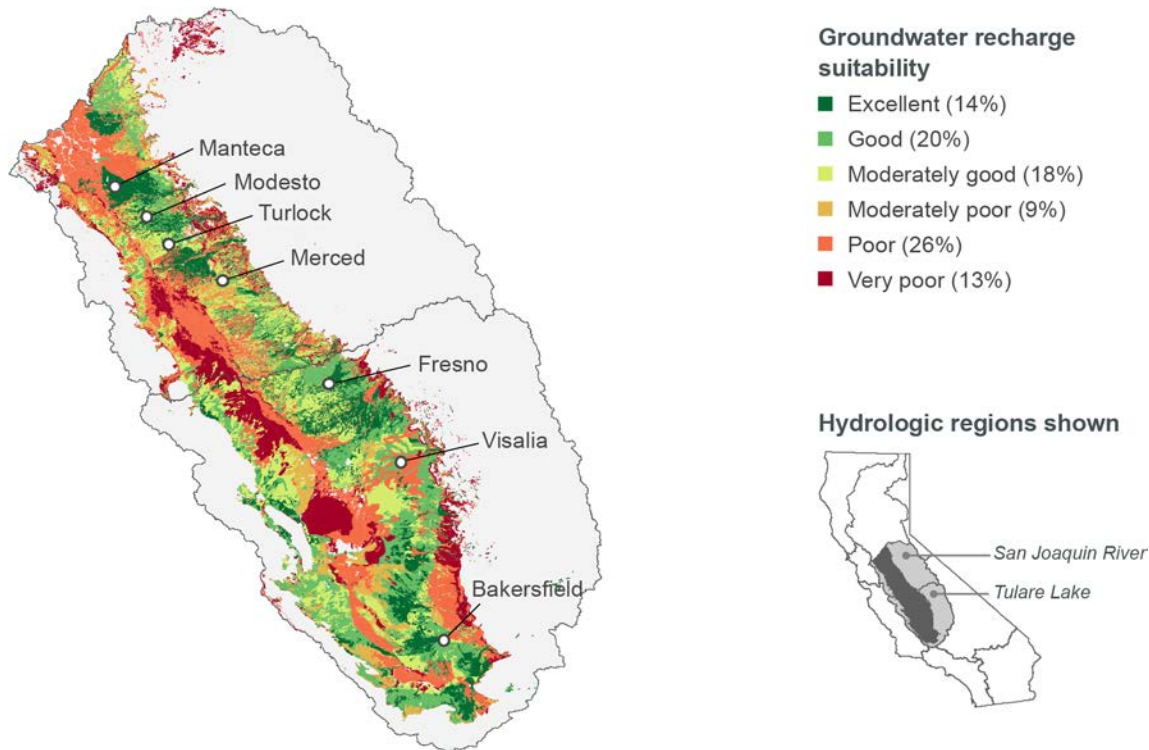 Groundwater recharge
suitability
Excellent (14%)
Good (20%)
Moderately good (18%)
Moderately poor (9%)
Poor (26%)
Very poor (13%)
Manteca
Modesto
Turlock
Merced
Fresno
Visalia
Bakersfield
Hydrologic regions shown
San Joaquin River
Tulare Lake